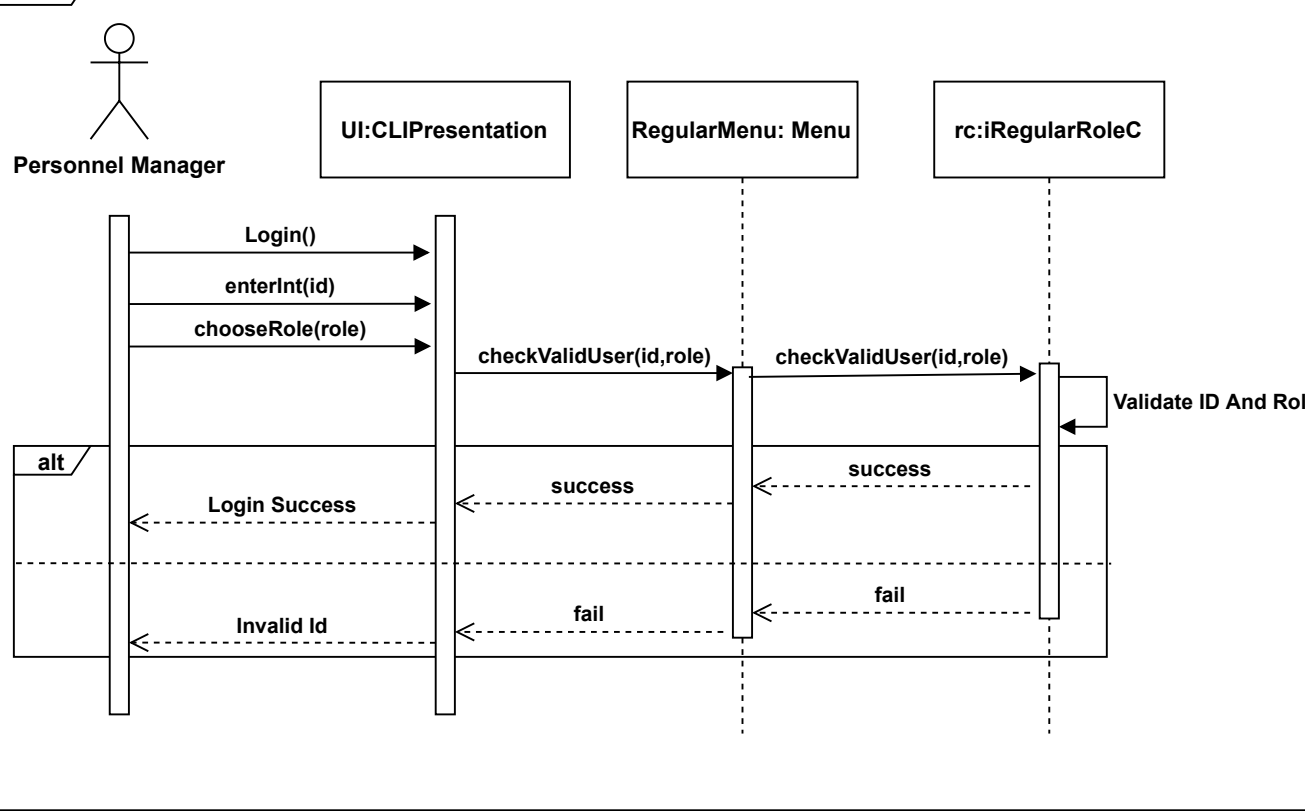 Personnel Manager
UI:CLIPresentation
RegularMenu: Menu
rc:iRegularRoleC
Login()
enterInt(id)
chooseRole(role)
checkValidUser(id,role)
checkValidUser(id,role)
Validate ID And Rol
alt
success
success
Login Success
fail
fail
Invalid Id